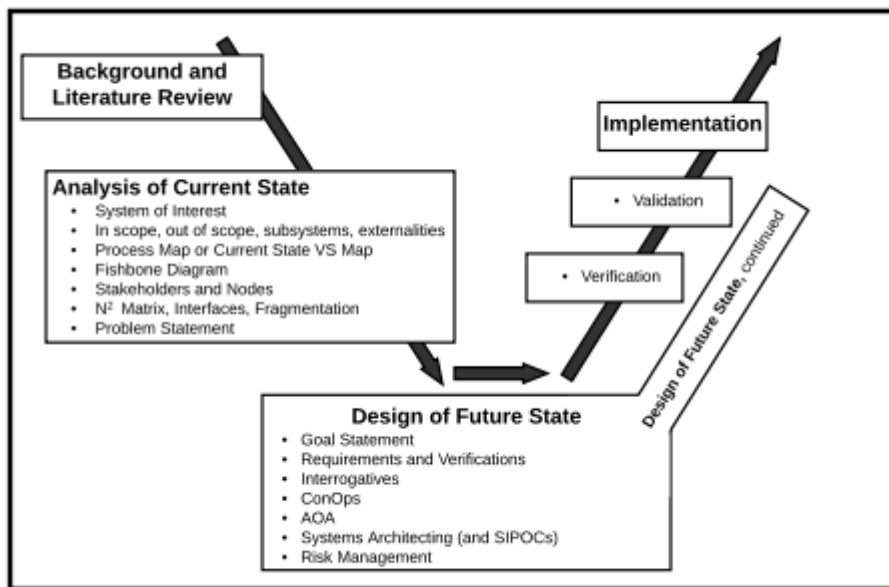 Background and
Literature Review
Analysis of Current State
• System of Interest
• In scope, out of scope, subsystems, externalities
• Process Map or Current State VS Map
• Fishbone Diagram
• Stakeholders and Nodes
• N² Matrix, Interfaces, Fragmentation
• Problem Statement
Design of Future State
• Goal Statement
• Requirements and Verifications
• Interrogatives
• ConOps
• AOA
• Systems Architecting (and SIPOCs)
• Risk Management
Design of Future State, continued
• Verification
• Validation
Implementation